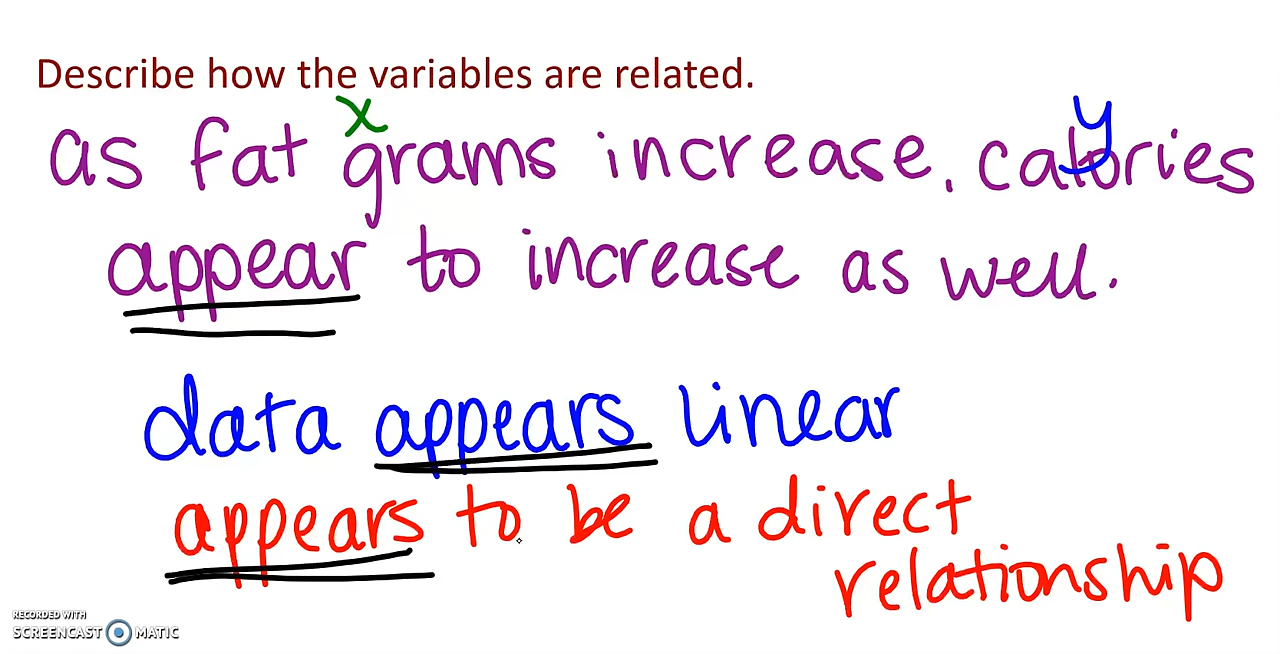 Describe how the variables are related.
x y
as fat grams increase, calories
appear to increase as well.
data appears linear
appears to be a direct
relationship
RECORDED WITH
SCREENCAST MATIC